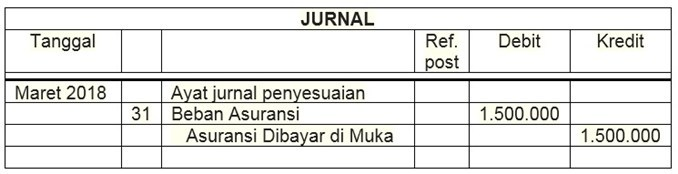 JURNAL
Tanggal Ref. post Debit Kredit
Maret 2018 Ayat jurnal penyesuaian
31 Beban Asuransi 1.500.000
Asuransi Dibayar di Muka 1.500.000